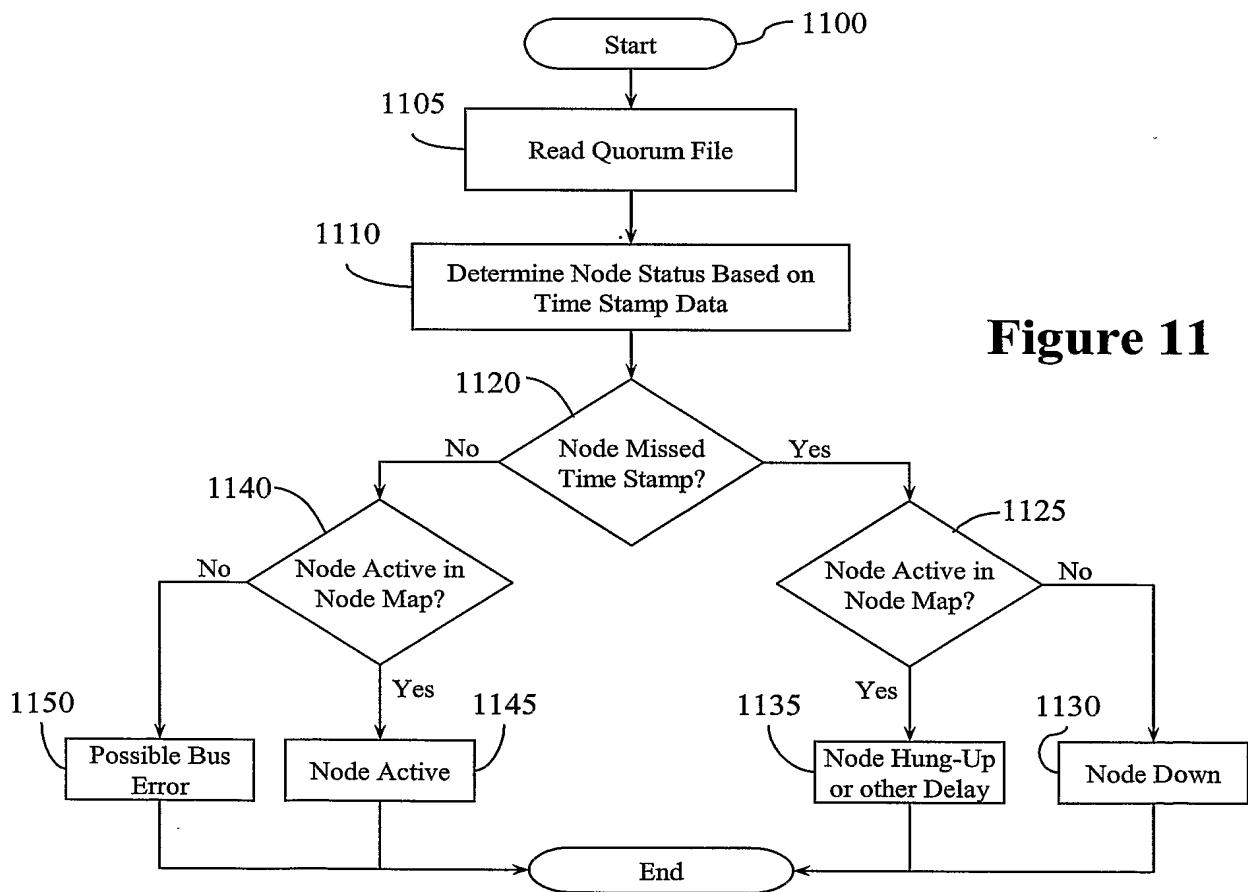 Start
1100
1105
Read Quorum File
1110
Determine Node Status Based on
Time Stamp Data
Figure 11
1120
Node Missed
Time Stamp?
No
Yes
1140
Node Active in
Node Map?
No
Yes
1125
Node Active in
Node Map?
No
Yes
1150
Possible Bus
Error
1145
Node Active
1135
Node Hung-Up
or other Delay
1130
Node Down
End